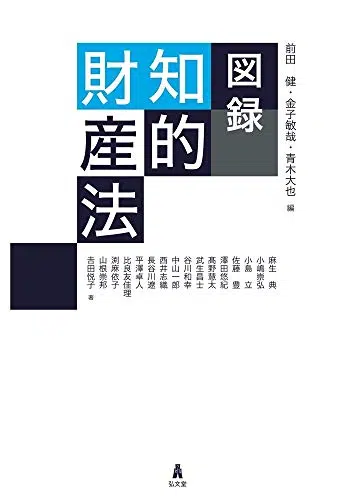 図録
知的
財産法
前田 健・金子敏哉・青木大也 編
麻生 典
小嶋崇弘
小島 立
佐藤 豊
澤田悠紀
髙野慧太
武生昌士
谷川和幸
中山一郎
西井志織
長谷川遼
平澤卓人
比良友佳理
渕麻依子
山根崇邦
𠮷田悦子 著
弘文堂